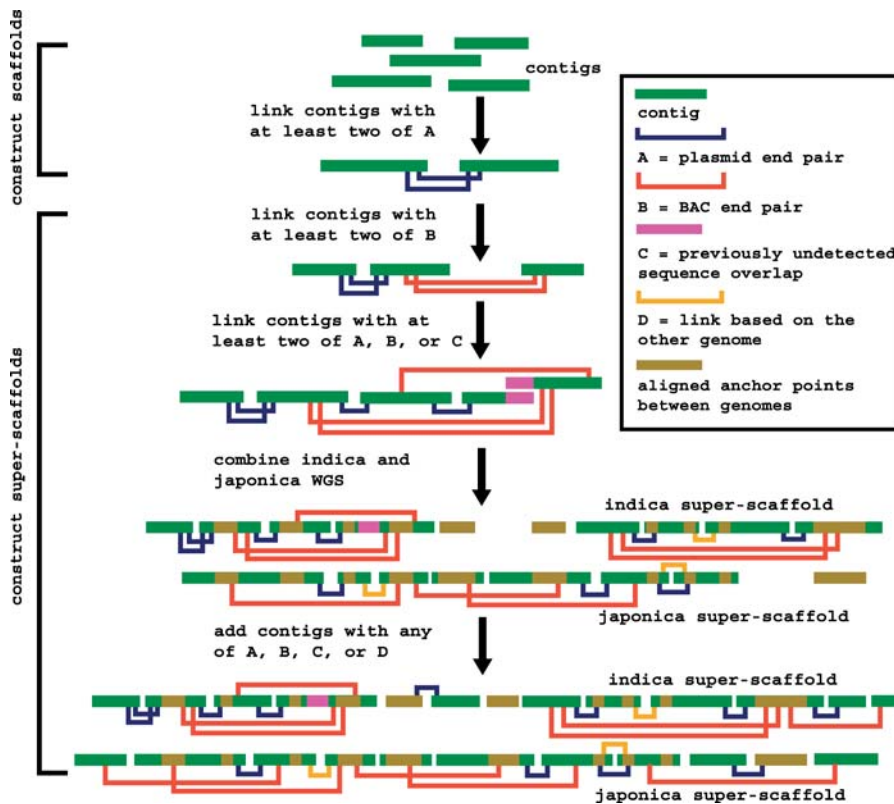 construct scaffolds
contigs
link contigs with
at least two of A
construct super-scaffolds
link contigs with
at least two of B
link contigs with at
least two of A, B, or C
combine indica and
japonica WGS
indica super-scaffold
japonica super-scaffold
add contigs with any
of A, B, C, or D
indica super-scaffold
japonica super-scaffold
contig
A = plasmid end pair
B = BAC end pair
C = previously undetected
sequence overlap
D = link based on the
other genome
aligned anchor points
between genomes